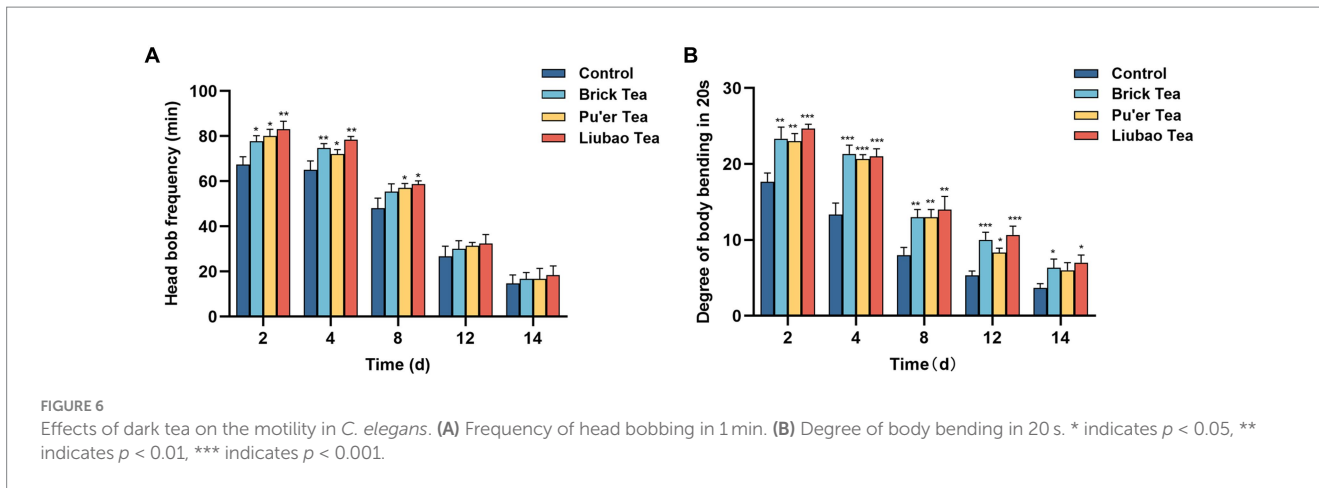 A
Control
Brick Tea
Pu'er Tea
Liubao Tea
Head bob frequency (min)
100
80
60
40
20
0
* * **
** * **
* *
2 4 8 12 14
Time (d)
B
Control
Brick Tea
Pu'er Tea
Liubao Tea
Degree of body bending in 20s
30
20
10
0
** ** ***
*** *** ***
** ** **
*** * ***
* *
2 4 8 12 14
Time（d）
FIGURE 6
Effects of dark tea on the motility in C. elegans. (A) Frequency of head bobbing in 1 min. (B) Degree of body bending in 20 s. * indicates p < 0.05, **
indicates p < 0.01, *** indicates p < 0.001.